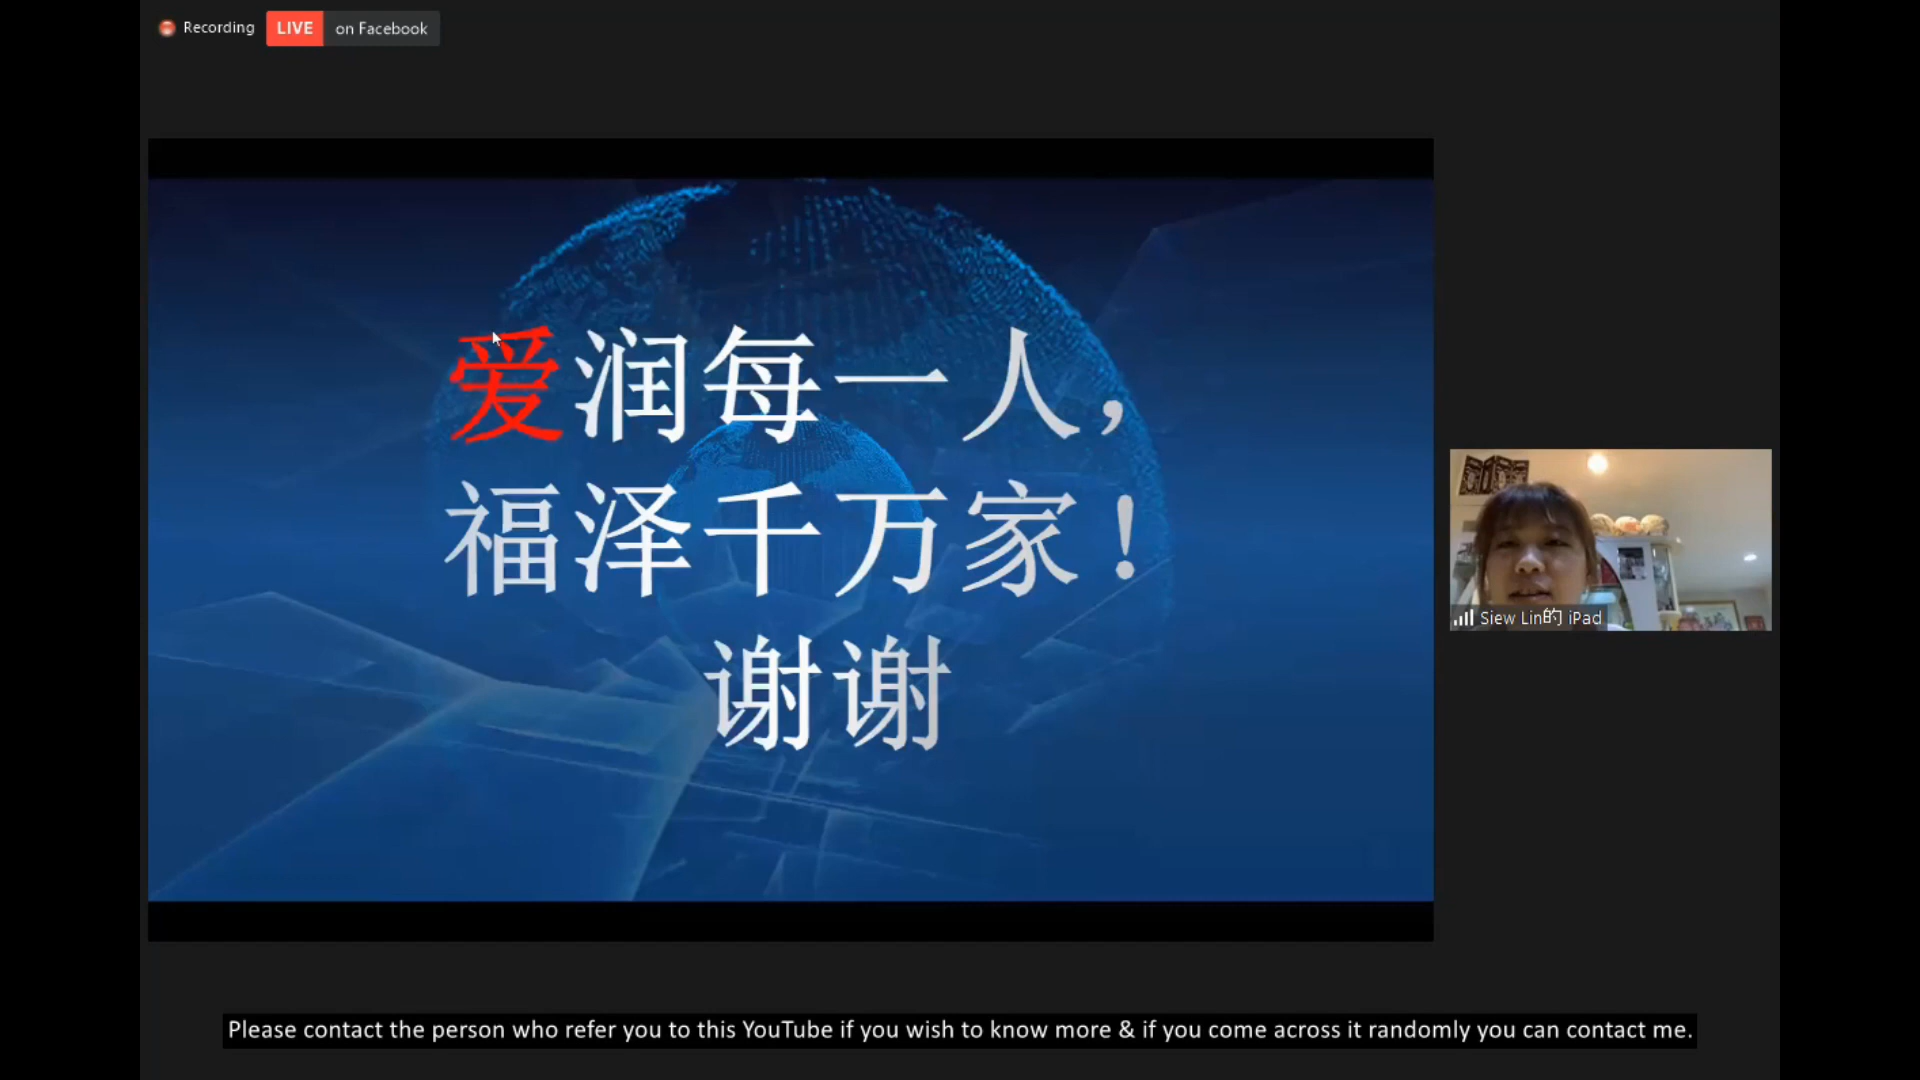 Recording LIVE on Facebook
爱润每一人,
福泽千万家!
谢谢
Siew Lin的 iPad
Please contact the person who refer you to this YouTube if you wish to know more & if you come across it randomly you can contact me.